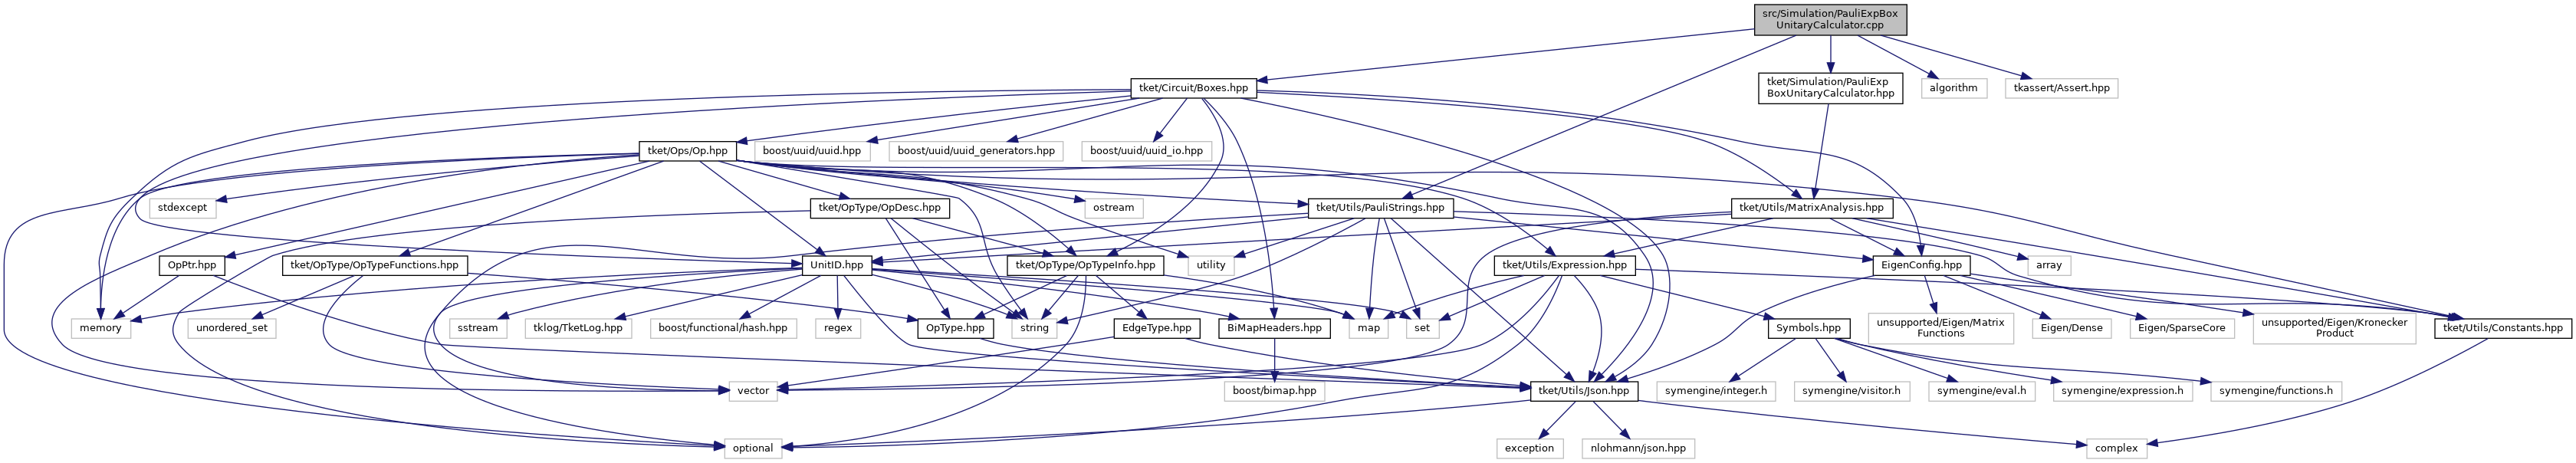 src/Simulation/PauliExpBox
UnitaryCalculator.cpp
tket/Circuit/Boxes.hpp
tket/Simulation/PauliExp
BoxUnitaryCalculator.hpp
algorithm
tkassert/Assert.hpp
tket/Ops/Op.hpp
boost/uuid/uuid.hpp
boost/uuid/uuid_generators.hpp
boost/uuid/uuid_io.hpp
stdexcept
tket/OpType/OpDesc.hpp
ostream
tket/Utils/PauliStrings.hpp
tket/Utils/MatrixAnalysis.hpp
OpPtr.hpp
tket/OpType/OpTypeFunctions.hpp
UnitID.hpp
tket/OpType/OpTypeInfo.hpp
utility
tket/Utils/Expression.hpp
EigenConfig.hpp
array
memory
unordered_set
sstream
tklog/TketLog.hpp
boost/functional/hash.hpp
regex
OpType.hpp
string
EdgeType.hpp
BiMapHeaders.hpp
map
set
Symbols.hpp
unsupported/Eigen/Matrix
Functions
Eigen/Dense
Eigen/SparseCore
unsupported/Eigen/Kronecker
Product
tket/Utils/Constants.hpp
vector
boost/bimap.hpp
tket/Utils/Json.hpp
symengine/integer.h
symengine/visitor.h
symengine/eval.h
symengine/expression.h
symengine/functions.h
optional
exception
nlohmann/json.hpp
complex